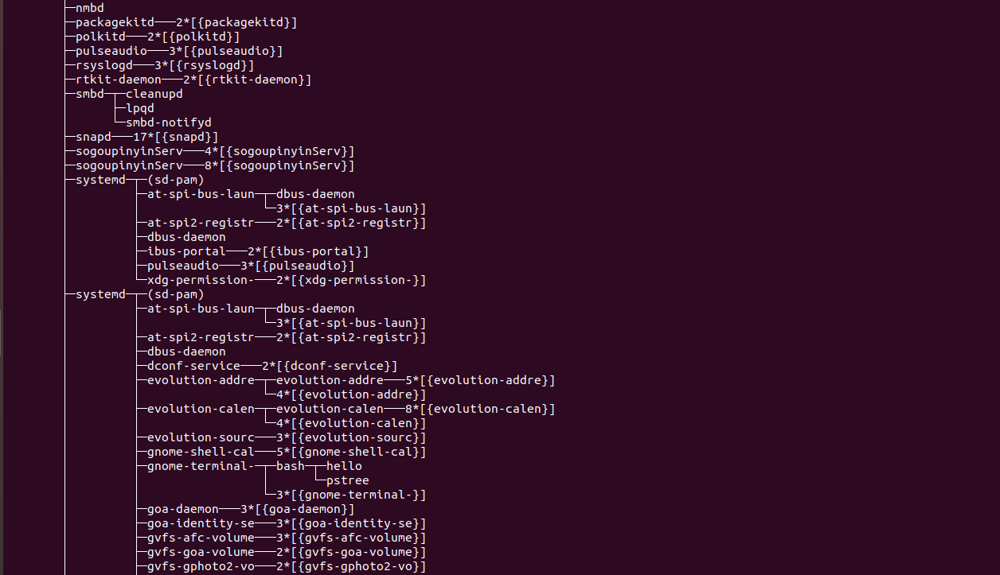 ├─nmbd
├─packagekitd───2*[{packagekitd}]
├─polkitd───2*[{polkitd}]
├─pulseaudio───3*[{pulseaudio}]
├─rsyslogd───3*[{rsyslogd}]
├─rtkit-daemon───2*[{rtkit-daemon}]
├─smbd─┬─cleanupd
│      ├─lpqd
│      └─smbd-notifyd
├─snapd───17*[{snapd}]
├─sogoupinyinServ───4*[{sogoupinyinServ}]
├─sogoupinyinServ───8*[{sogoupinyinServ}]
├─systemd─┬─(sd-pam)
│         ├─at-spi-bus-laun─┬─dbus-daemon
│         │                 └─3*[{at-spi-bus-laun}]
│         ├─at-spi2-registr───2*[{at-spi2-registr}]
│         ├─dbus-daemon
│         ├─ibus-portal───2*[{ibus-portal}]
│         ├─pulseaudio───3*[{pulseaudio}]
│         └─xdg-permission-───2*[{xdg-permission-}]
├─systemd─┬─(sd-pam)
│         ├─at-spi-bus-laun─┬─dbus-daemon
│         │                 └─3*[{at-spi-bus-laun}]
│         ├─at-spi2-registr───2*[{at-spi2-registr}]
│         ├─dbus-daemon
│         ├─dconf-service───2*[{dconf-service}]
│         ├─evolution-addre─┬─evolution-addre───5*[{evolution-addre}]
│         │                 └─4*[{evolution-addre}]
│         ├─evolution-calen─┬─evolution-calen───8*[{evolution-calen}]
│         │                 └─4*[{evolution-calen}]
│         ├─evolution-sourc───3*[{evolution-sourc}]
│         ├─gnome-shell-cal───5*[{gnome-shell-cal}]
│         ├─gnome-terminal-─┬─bash─┬─hello
│         │                 │      └─pstree
│         │                 └─3*[{gnome-terminal-}]
│         ├─goa-daemon───3*[{goa-daemon}]
│         ├─goa-identity-se───3*[{goa-identity-se}]
│         ├─gvfs-afc-volume───3*[{gvfs-afc-volume}]
│         ├─gvfs-goa-volume───2*[{gvfs-goa-volume}]
│         ├─gvfs-gphoto2-vo───2*[{gvfs-gphoto2-vo}]